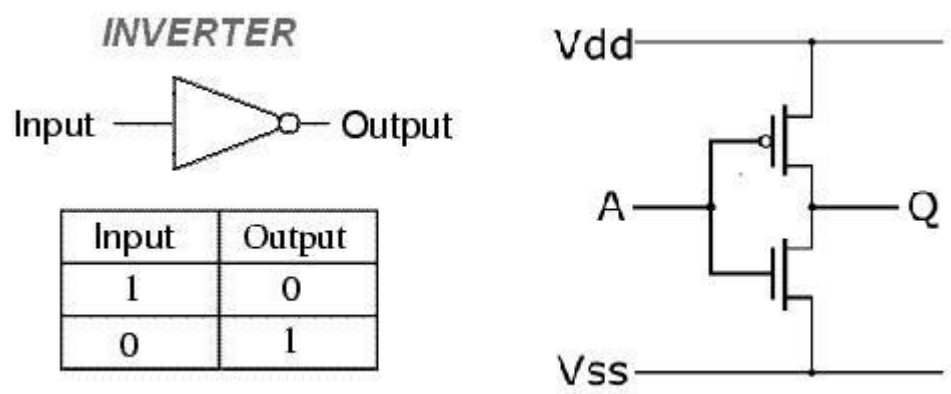 INVERTER
Input
Output
Input Output
1 0
0 1
Vdd
A
Q
Vss